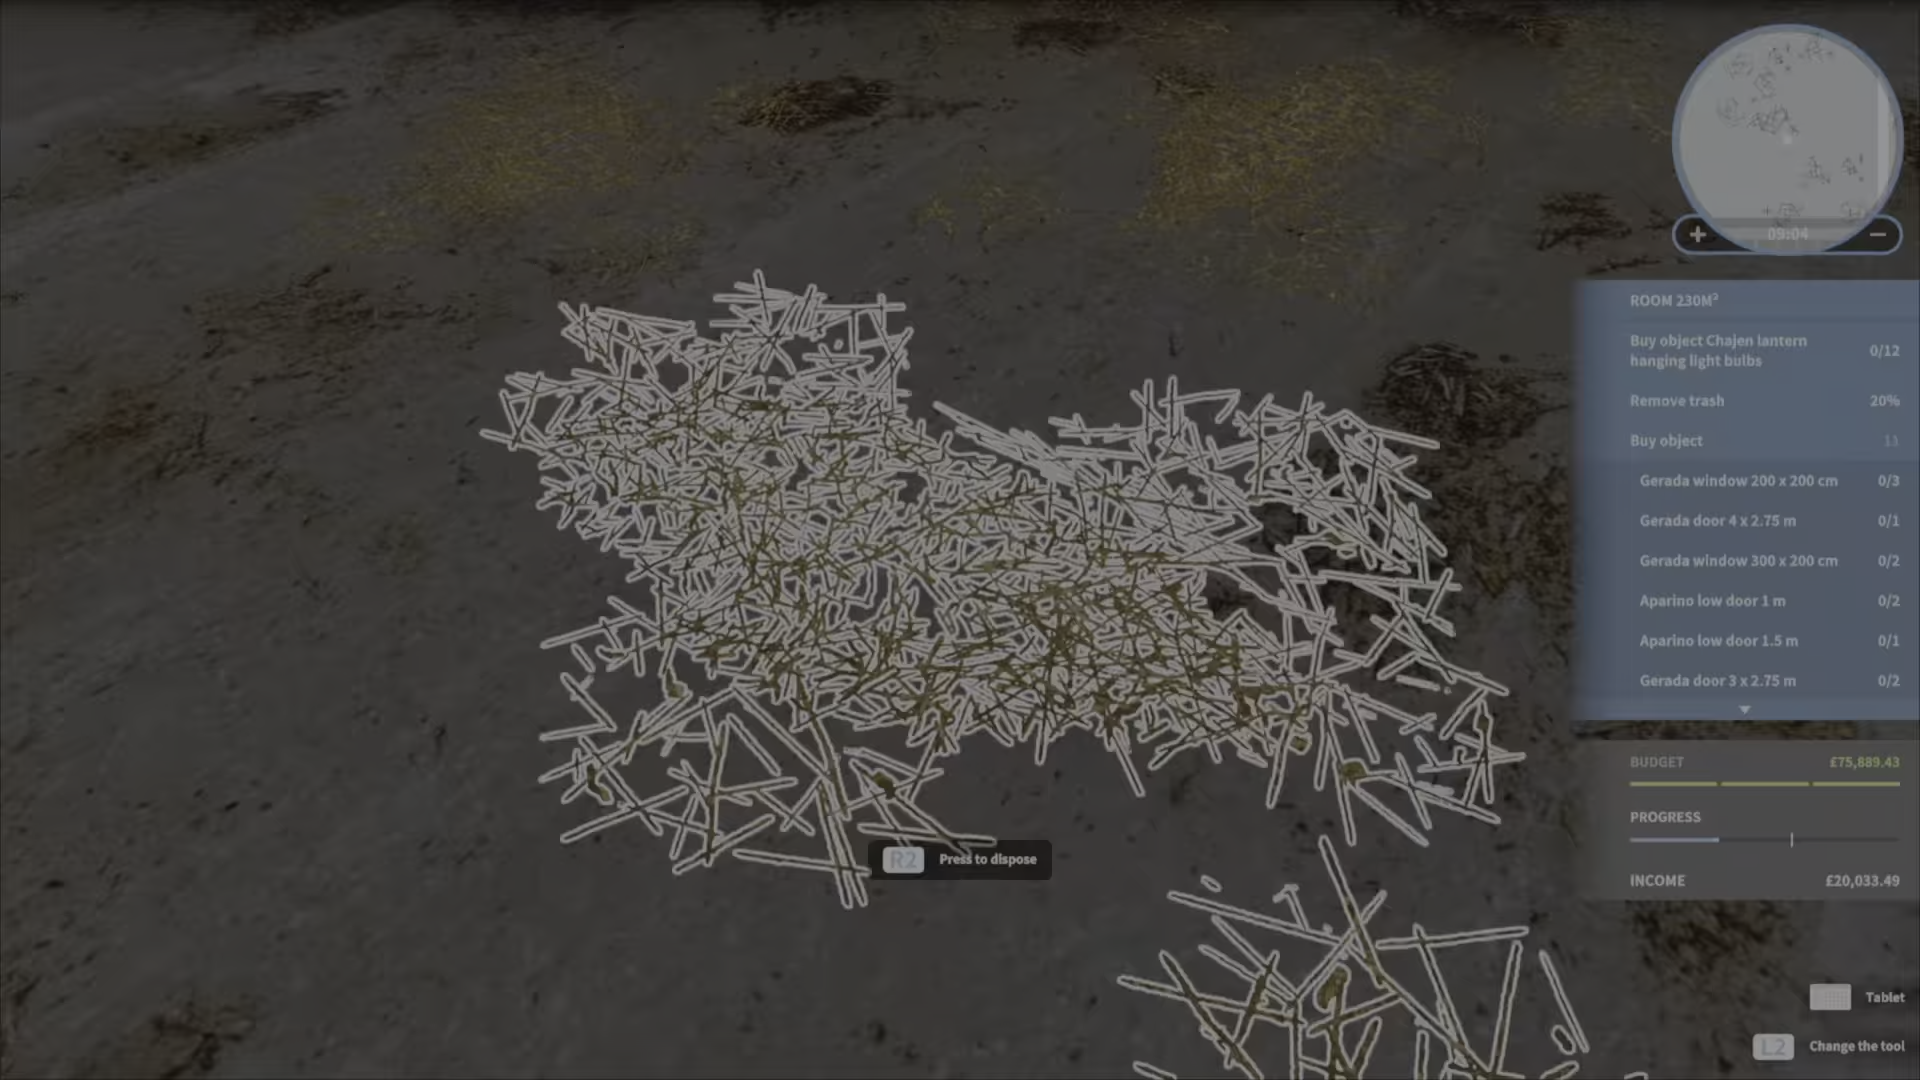 + 09:04 −
ROOM 230M²
Buy object Chajen lantern
hanging light bulbs 0/12
Remove trash 20%
Buy object 11
Gerada window 200 x 200 cm 0/3
Gerada door 4 x 2.75 m 0/1
Gerada window 300 x 200 cm 0/2
Aparino low door 1 m 0/2
Aparino low door 1.5 m 0/1
Gerada door 3 x 2.75 m 0/2
BUDGET £75,889.43
PROGRESS
R2 Press to dispose
INCOME £20,033.49
Tablet
L2 Change the tool